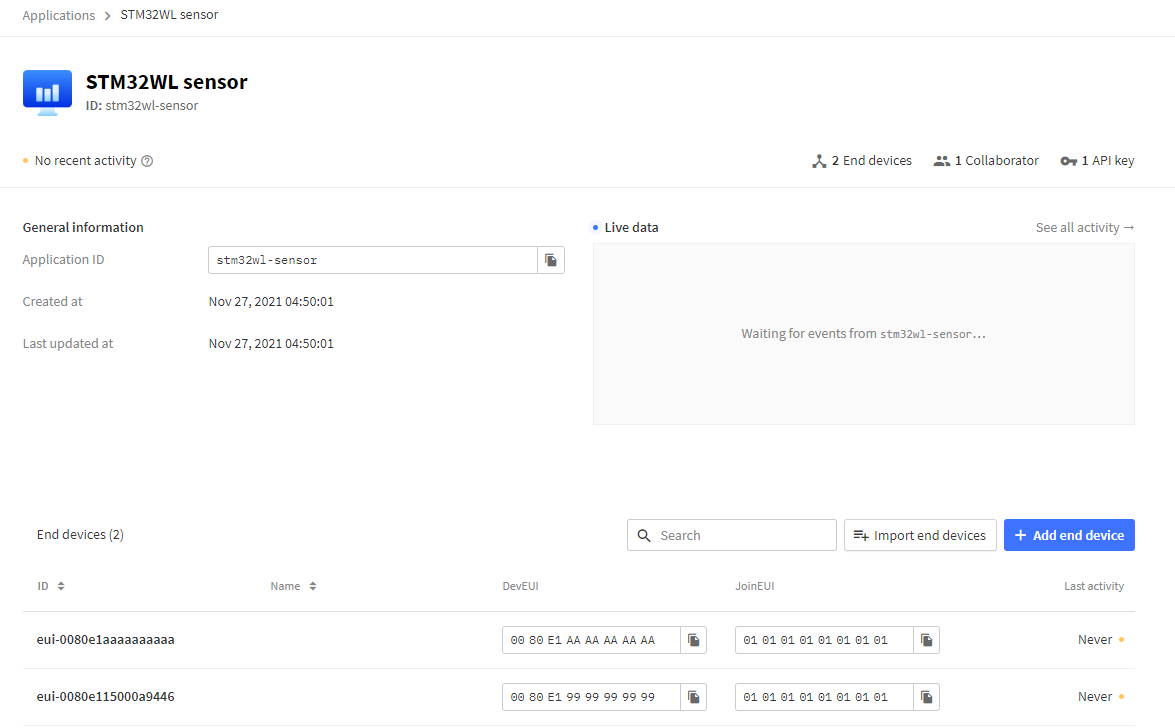 Applications > STM32WL sensor
STM32WL sensor
ID: stm32wl-sensor
No recent activity
2 End devices 1 Collaborator 1 API key
General information
Application ID stm32wl-sensor
Created at Nov 27, 2021 04:50:01
Last updated at Nov 27, 2021 04:50:01
Live data See all activity →
Waiting for events from stm32wl-sensor...
End devices (2) Search Import end devices + Add end device
ID Name DevEUI JoinEUI Last activity
eui-0080e1aaaaaaaaaa 00 80 E1 AA AA AA AA AA 01 01 01 01 01 01 01 01 Never
eui-0080e115000a9446 00 80 E1 99 99 99 99 99 01 01 01 01 01 01 01 01 Never